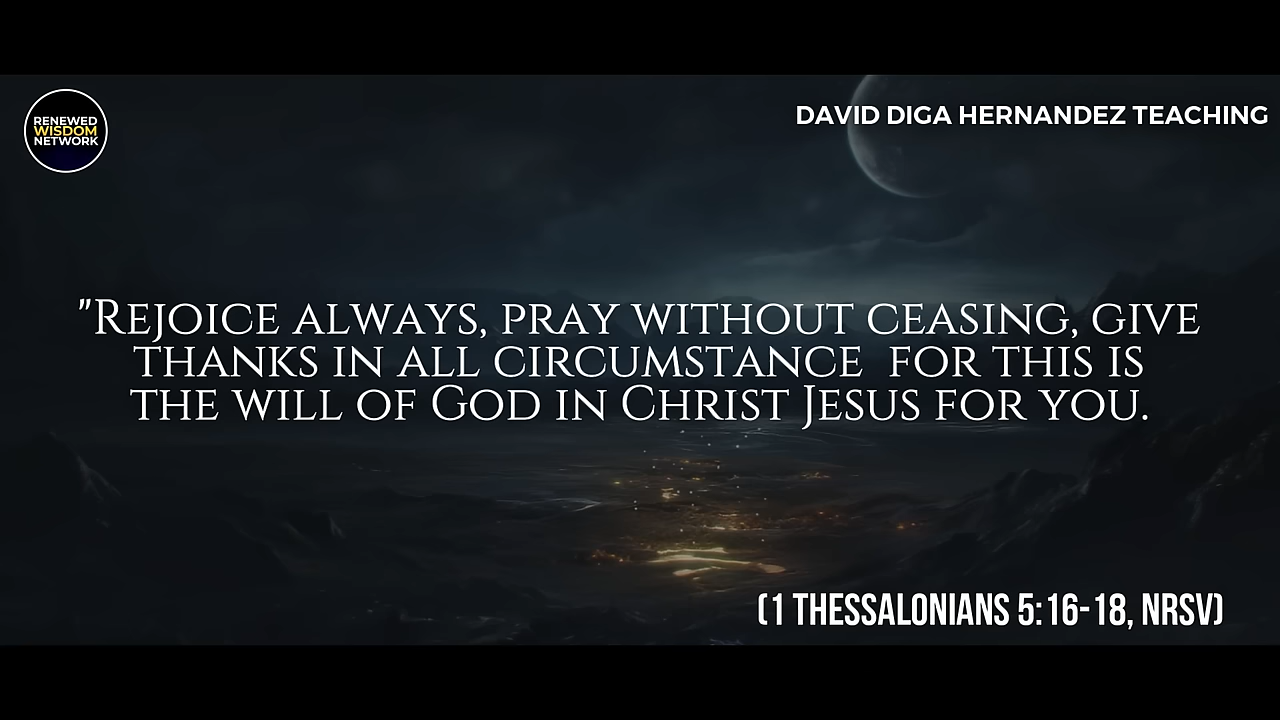 RENEWED
WISDOM
NETWORK
DAVID DIGA HERNANDEZ TEACHING
"Rejoice always, pray without ceasing, give
thanks in all circumstance  for this is
the will of God in Christ Jesus for you.
(1 THESSALONIANS 5:16-18, NRSV)